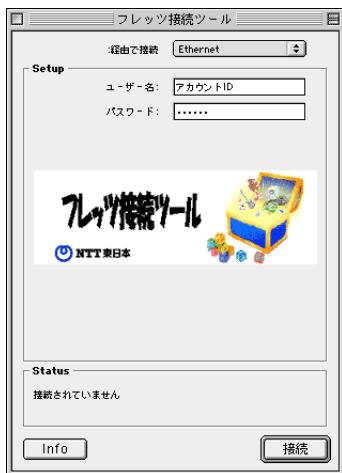 フレッツ接続ツール
:経由で接続 Ethernet
Setup
ユーザー名: アカウントID
パスワード: ••••••
フレッツ接続ツール
NTT東日本
Status
接続されていません
Info 接続